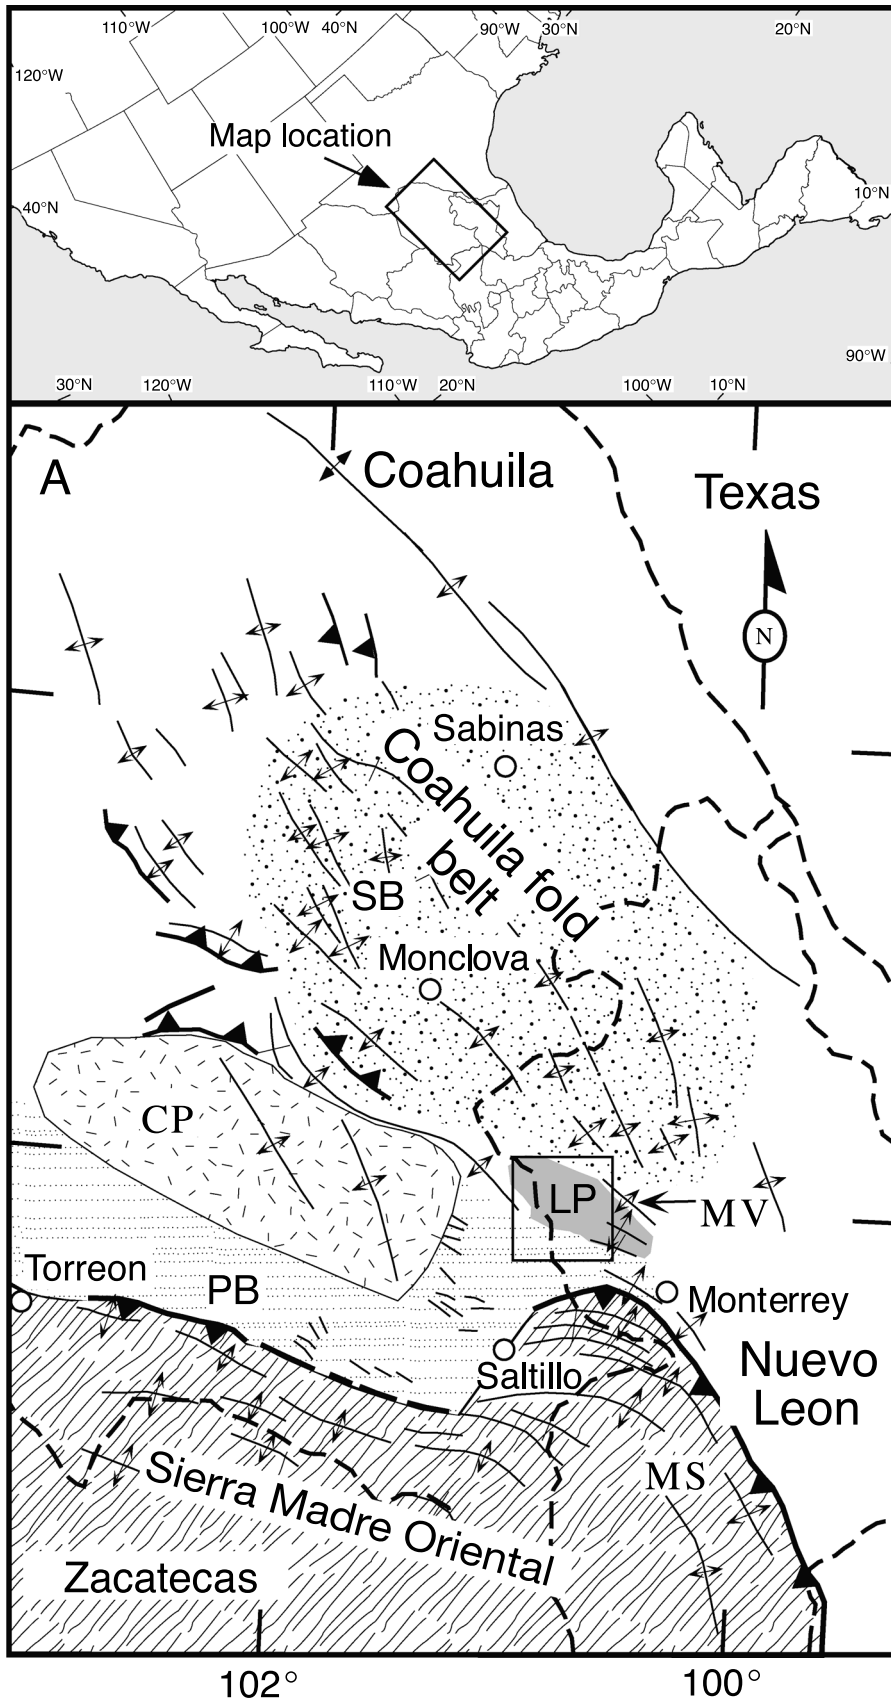 110°W
100°W
40°N
90°W
30°N
20°N
120°W
Map location
40°N
10°N
90°W
30°N
120°W
110°W
20°N
100°W
10°N
A
Coahuila
Texas
N
Sabinas
Coahuila fold
belt
SB
Monclova
CP
LP
MV
Torreon
PB
Monterrey
Saltillo
Nuevo
Leon
MS
Sierra Madre Oriental
Zacatecas
102°
100°